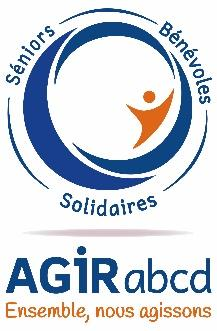 Séniors
Bénévoles
Solidaires
AGiRabcd
Ensemble, nous agissons